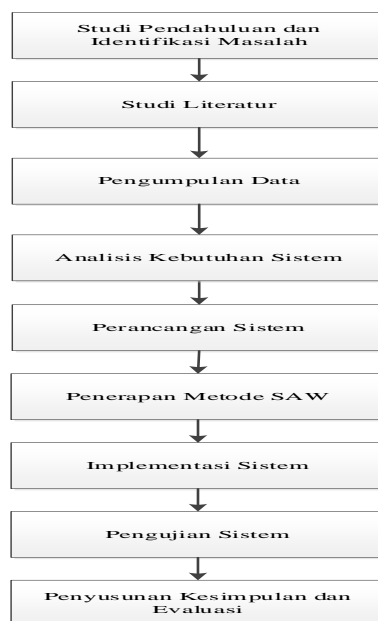 Studi Pendahuluan dan
Identifikasi Masalah
Studi Literatur
Pengumpulan Data
Analisis Kebutuhan Sistem
Perancangan Sistem
Penerapan Metode SAW
Implementasi Sistem
Pengujian Sistem
Penyusunan Kesimpulan dan
Evaluasi